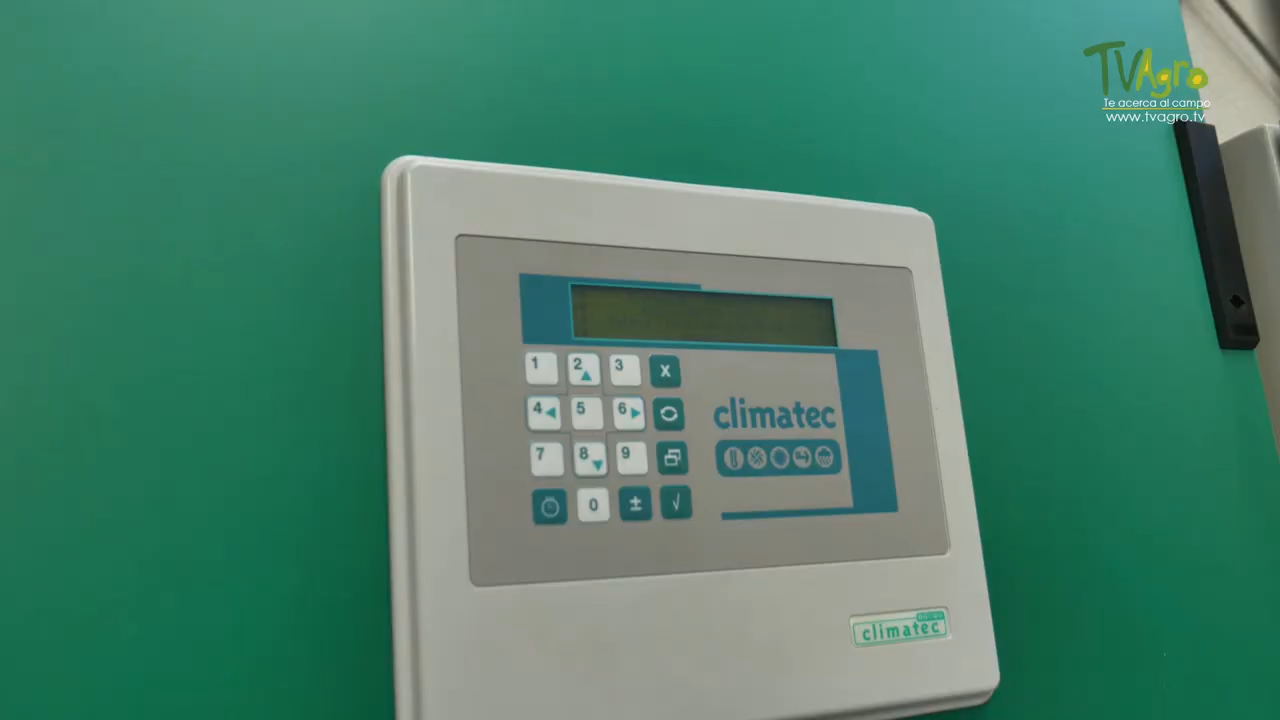 TVAgro
Te acerca al campo
www.tvagro.tv
1 2 3 X
4 5 6
7 8 9
0 ± √
climatec
climatec